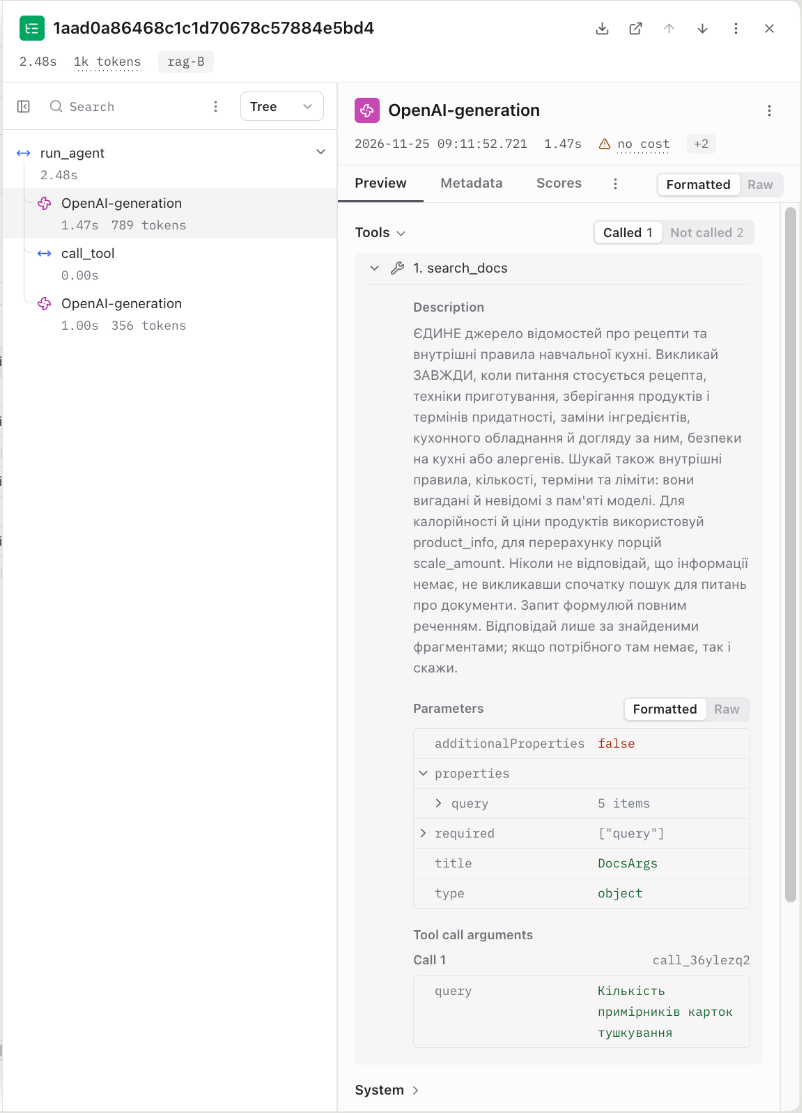 1aad0a86468c1c1d70678c57884e5bd4
2.48s 1k tokens rag-B
Search
Tree
run_agent
2.48s
OpenAI-generation
1.47s 789 tokens
call_tool
0.00s
OpenAI-generation
1.00s 356 tokens
OpenAI-generation
2026-11-25 09:11:52.721 1.47s no cost +2
Preview Metadata Scores Formatted Raw
Tools Called 1 Not called 2
1. search_docs
Description
ЄДИНЕ джерело відомостей про рецепти та
внутрішні правила навчальної кухні. Викликай
ЗАВЖДИ, коли питання стосується рецепта,
техніки приготування, зберігання продуктів і
термінів придатності, заміни інгредієнтів,
кухонного обладнання й догляду за ним, безпеки
на кухні або алергенів. Шукай також внутрішні
правила, кількості, терміни та ліміти: вони
вигадані й невідомі з пам'яті моделі. Для
калорійності й ціни продуктів використовуй
product_info, для перерахунку порцій
scale_amount. Ніколи не відповідай, що інформації
немає, не викликавши спочатку пошук для питань
про документи. Запит формулюй повним
реченням. Відповідай лише за знайденими
фрагментами; якщо потрібного там немає, так і
скажи.
Parameters Formatted Raw
additionalProperties false
properties
query 5 items
required ["query"]
title DocsArgs
type object
Tool call arguments
Call 1 call_36ylezq2
query Кількість
примірників карток
тушкування
System